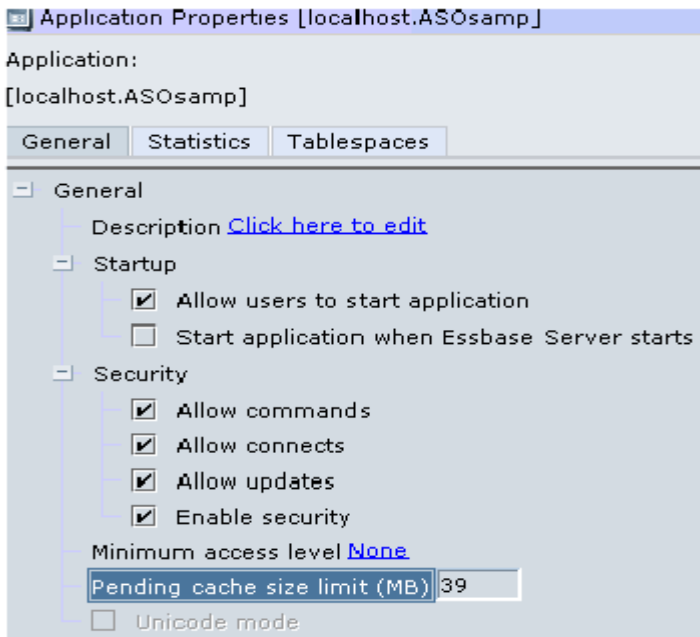 Application Properties [localhost.ASOsamp]
Application:
[localhost.ASOsamp]
General Statistics Tablespaces
General
Description Click here to edit
Startup
Allow users to start application
Start application when Essbase Server starts
Security
Allow commands
Allow connects
Allow updates
Enable security
Minimum access level None
Pending cache size limit (MB) 39
Unicode mode